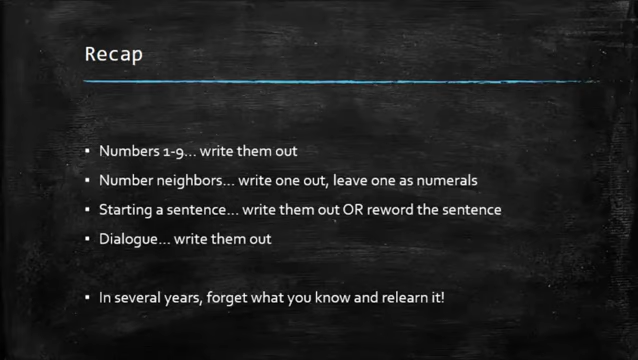 Recap
▪ Numbers 1-9... write them out
▪ Number neighbors... write one out, leave one as numerals
▪ Starting a sentence... write them out OR reword the sentence
▪ Dialogue... write them out
▪ In several years, forget what you know and relearn it!